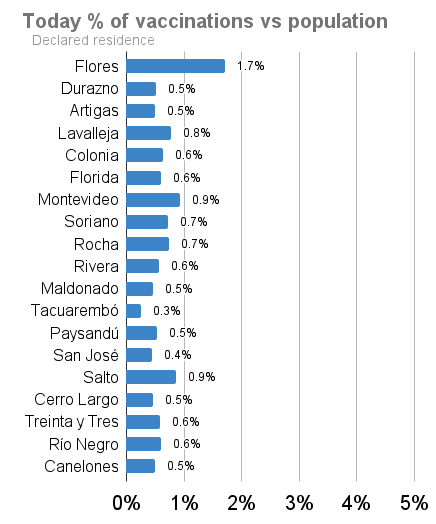 Today % of vaccinations vs population
Declared residence
Flores 1.7%
Durazno 0.5%
Artigas 0.5%
Lavalleja 0.8%
Colonia 0.6%
Florida 0.6%
Montevideo 0.9%
Soriano 0.7%
Rocha 0.7%
Rivera 0.6%
Maldonado 0.5%
Tacuarembó 0.3%
Paysandú 0.5%
San José 0.4%
Salto 0.9%
Cerro Largo 0.5%
Treinta y Tres 0.6%
Río Negro 0.6%
Canelones 0.5%
0% 1% 2% 3% 4% 5%